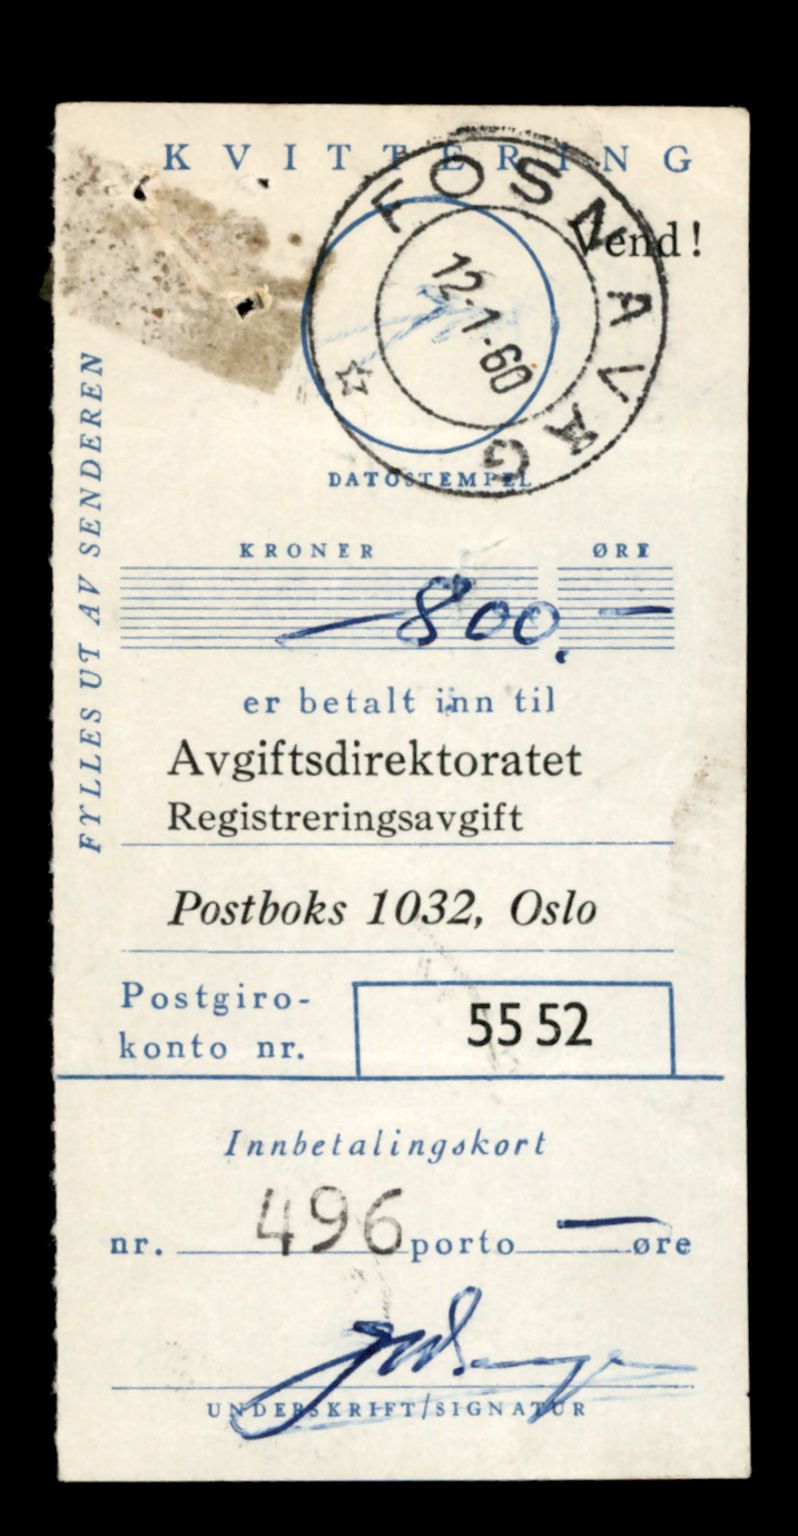 KVITTERING
Vend!
FOSNAVÅG
12.1.60
DATOSTEMPEL
FYLLES UT AV SENDEREN
KRONER ØRE
—800.—
er betalt inn til
Avgiftsdirektoratet
Registreringsavgift
Postboks 1032, Oslo
Postgiro-
konto nr. 55 52
Innbetalingskort
nr. 496 porto — øre
UNDERSKRIFT/SIGNATUR